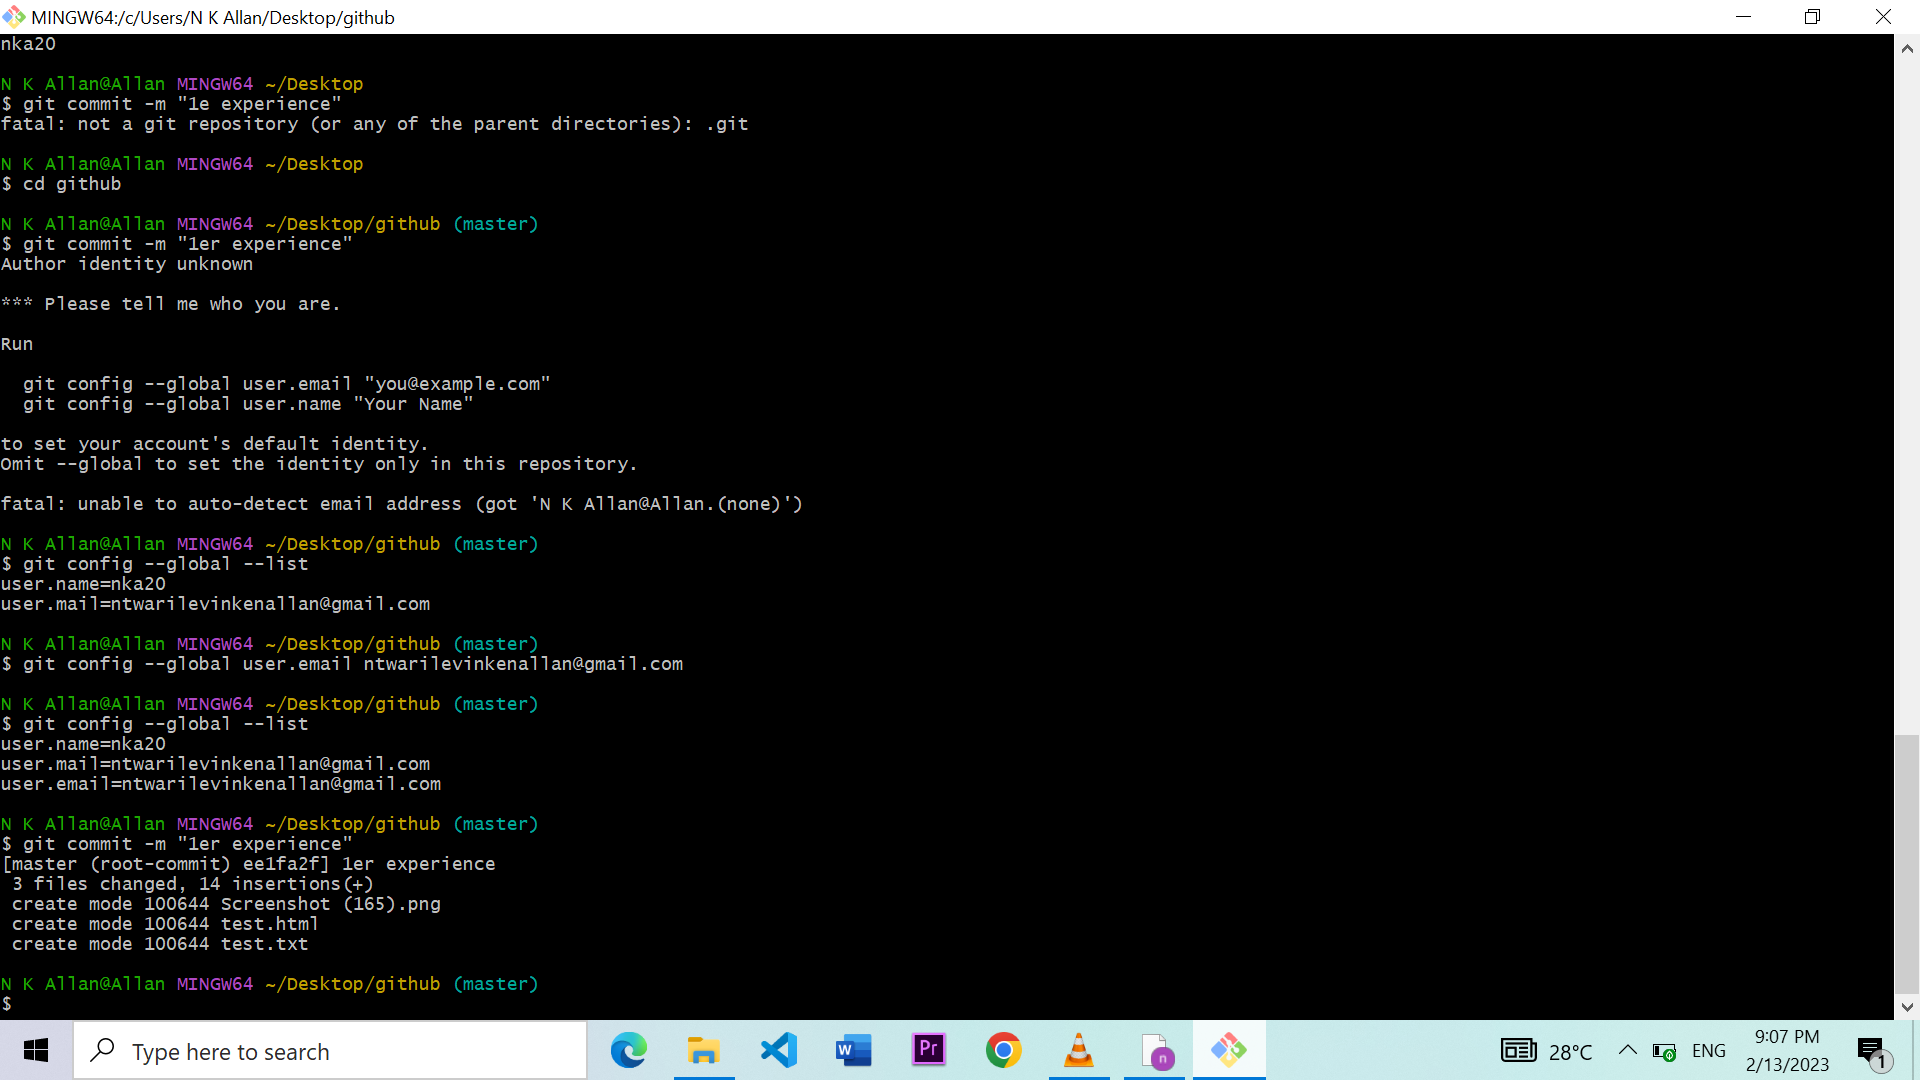 MINGW64:/c/Users/N K Allan/Desktop/github
nka20
N K Allan@Allan MINGW64 ~/Desktop
$ git commit -m "1e experience"
fatal: not a git repository (or any of the parent directories): .git
N K Allan@Allan MINGW64 ~/Desktop
$ cd github
N K Allan@Allan MINGW64 ~/Desktop/github (master)
$ git commit -m "1er experience"
Author identity unknown
*** Please tell me who you are.
Run
git config --global user.email "you@example.com"
git config --global user.name "Your Name"
to set your account's default identity.
Omit --global to set the identity only in this repository.
fatal: unable to auto-detect email address (got 'N K Allan@Allan.(none)')
N K Allan@Allan MINGW64 ~/Desktop/github (master)
$ git config --global --list
user.name=nka20
user.mail=ntwarilevinkenallan@gmail.com
N K Allan@Allan MINGW64 ~/Desktop/github (master)
$ git config --global user.email ntwarilevinkenallan@gmail.com
N K Allan@Allan MINGW64 ~/Desktop/github (master)
$ git config --global --list
user.name=nka20
user.mail=ntwarilevinkenallan@gmail.com
user.email=ntwarilevinkenallan@gmail.com
N K Allan@Allan MINGW64 ~/Desktop/github (master)
$ git commit -m "1er experience"
[master (root-commit) ee1fa2f] 1er experience
3 files changed, 14 insertions(+)
create mode 100644 Screenshot (165).png
create mode 100644 test.html
create mode 100644 test.txt
N K Allan@Allan MINGW64 ~/Desktop/github (master)
$
Type here to search
W
Pr
n
28°C
ENG
9:07 PM
2/13/2023
1